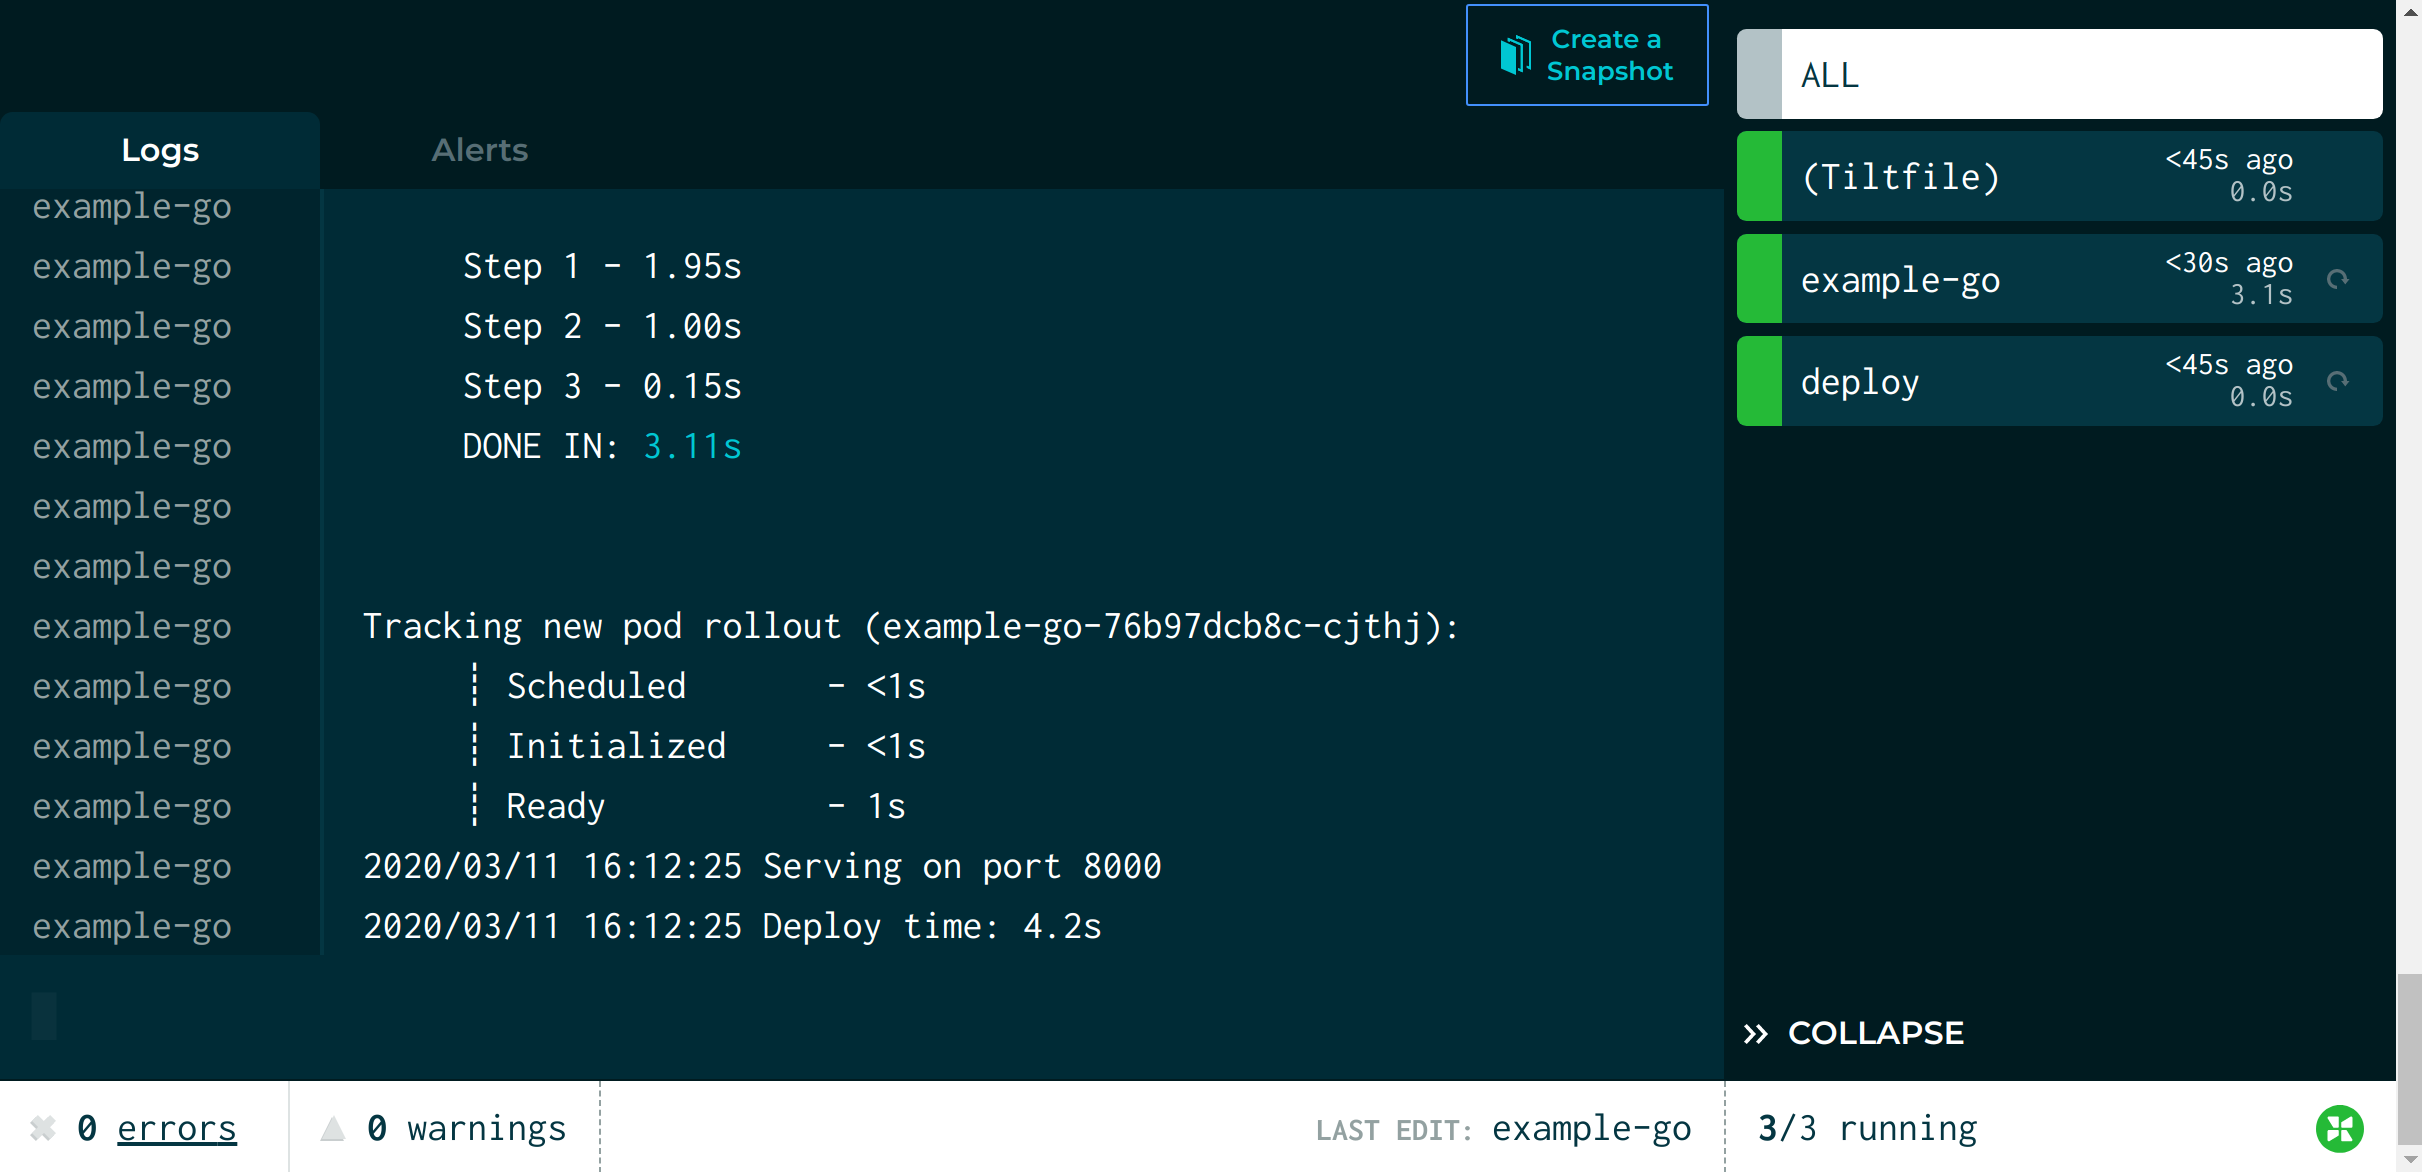 Create a
Snapshot
Logs
Alerts
example-go
example-go Step 1 - 1.95s
example-go Step 2 - 1.00s
example-go Step 3 - 0.15s
example-go DONE IN: 3.11s
example-go
example-go
example-go Tracking new pod rollout (example-go-76b97dcb8c-cjthj):
example-go ┊ Scheduled - <1s
example-go ┊ Initialized - <1s
example-go ┊ Ready - 1s
example-go 2020/03/11 16:12:25 Serving on port 8000
example-go 2020/03/11 16:12:25 Deploy time: 4.2s
ALL
(Tiltfile) <45s ago
0.0s
example-go <30s ago
3.1s
deploy <45s ago
0.0s
COLLAPSE
0 errors
0 warnings
LAST EDIT: example-go
3/3 running